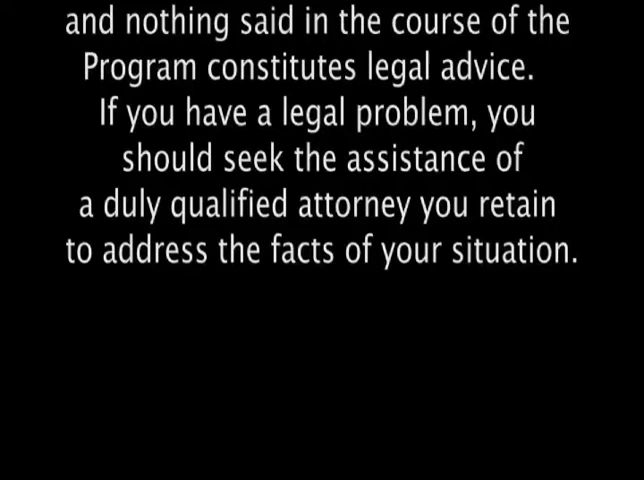 and nothing said in the course of the
Program constitutes legal advice.
If you have a legal problem, you
should seek the assistance of
a duly qualified attorney you retain
to address the facts of your situation.